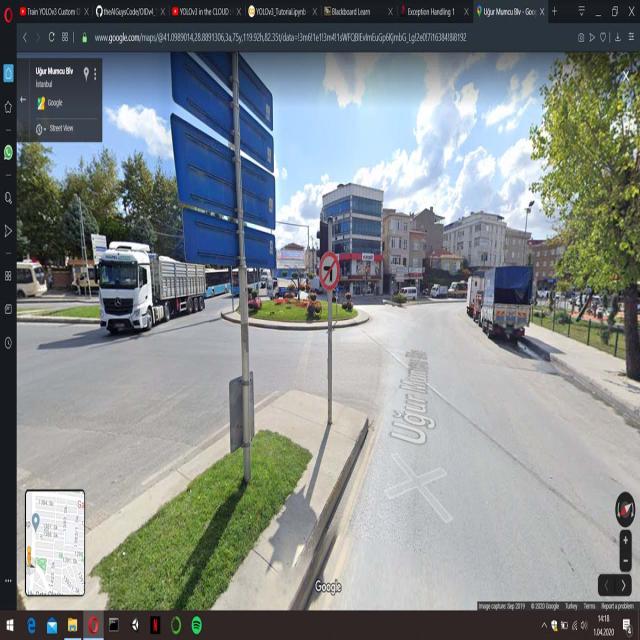 Train YOLOv3 Custom O
theAIGuysCode/OIDv4_
YOLOv3 in the CLOUD :
YOLOv3_Tutorial.ipynb
Blackboard Learn
Exception Handling 1
Uğur Mumcu Blv - Goo
Uğur Mumcu Blv
İstanbul
Google
Street View
Uğur Mumcu Blv
Google
Image capture: Sep 2019 © 2020 Google Turkey Terms Report a problem
14:18
1.04.2020